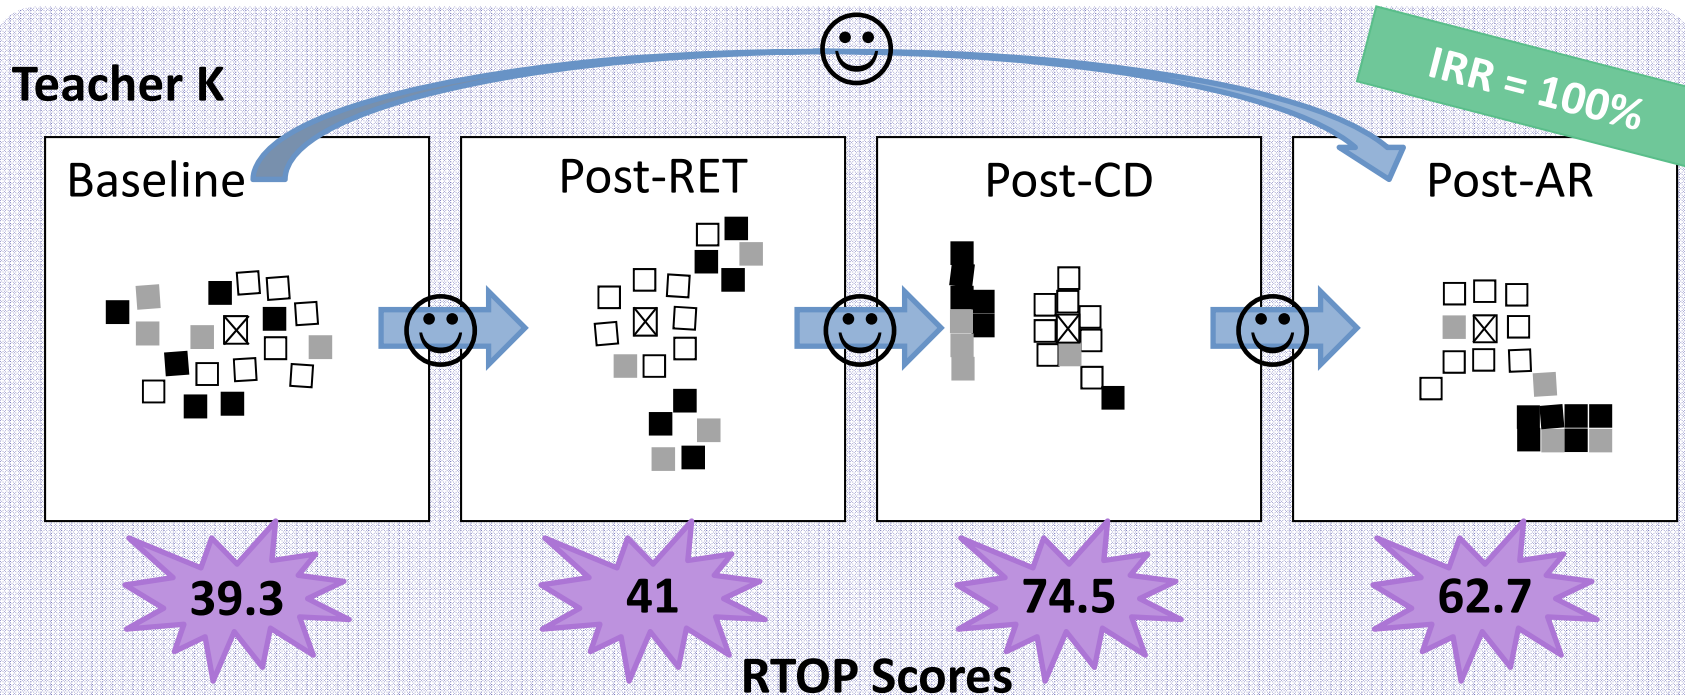 Teacher K
IRR = 100%
Baseline
Post-RET
Post-CD
Post-AR
39.3
41
74.5
62.7
RTOP Scores